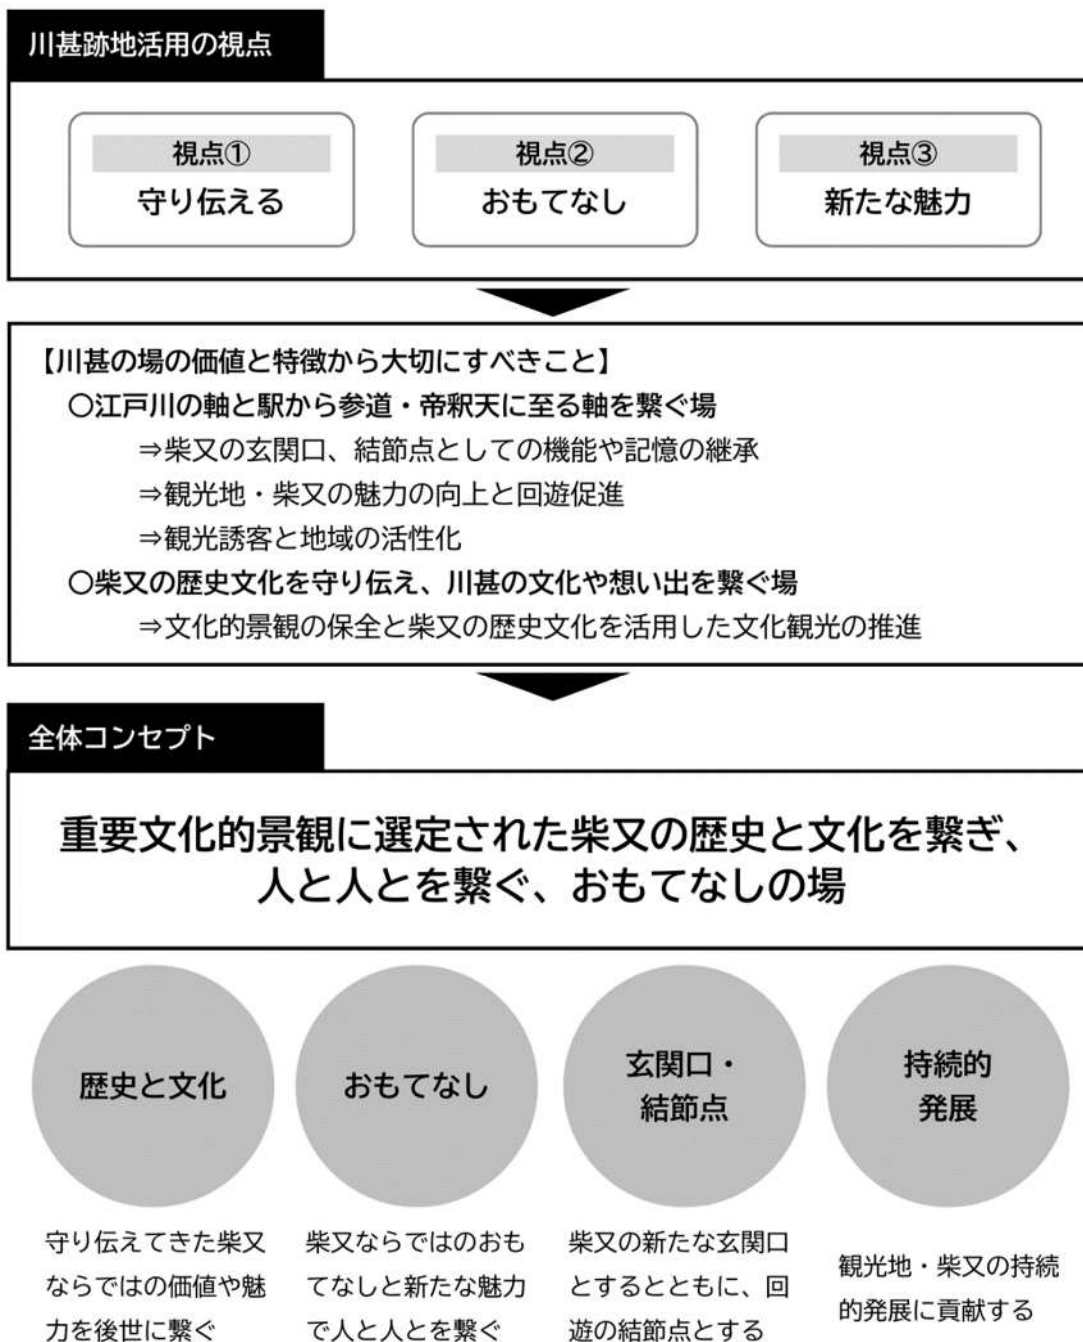 川甚跡地活用の視点
視点①
守り伝える
視点②
おもてなし
視点③
新たな魅力
【川甚の場の価値と特徴から大切にすべきこと】
○江戸川の軸と駅から参道・帝釈天に至る軸を繋ぐ場
⇒柴又の玄関口、結節点としての機能や記憶の継承
⇒観光地・柴又の魅力の向上と回遊促進
⇒観光誘客と地域の活性化
○柴又の歴史文化を守り伝え、川甚の文化や想い出を繋ぐ場
⇒文化的景観の保全と柴又の歴史文化を活用した文化観光の推進
全体コンセプト
重要文化的景観に選定された柴又の歴史と文化を繋ぎ、
人と人とを繋ぐ、おもてなしの場
歴史と文化
守り伝えてきた柴又
ならではの価値や魅
力を後世に繋ぐ
おもてなし
柴又ならではのおも
てなしと新たな魅力
で人と人とを繋ぐ
玄関口・
結節点
柴又の新たな玄関口
とするとともに、回
遊の結節点とする
持続的
発展
観光地・柴又の持続
的発展に貢献する